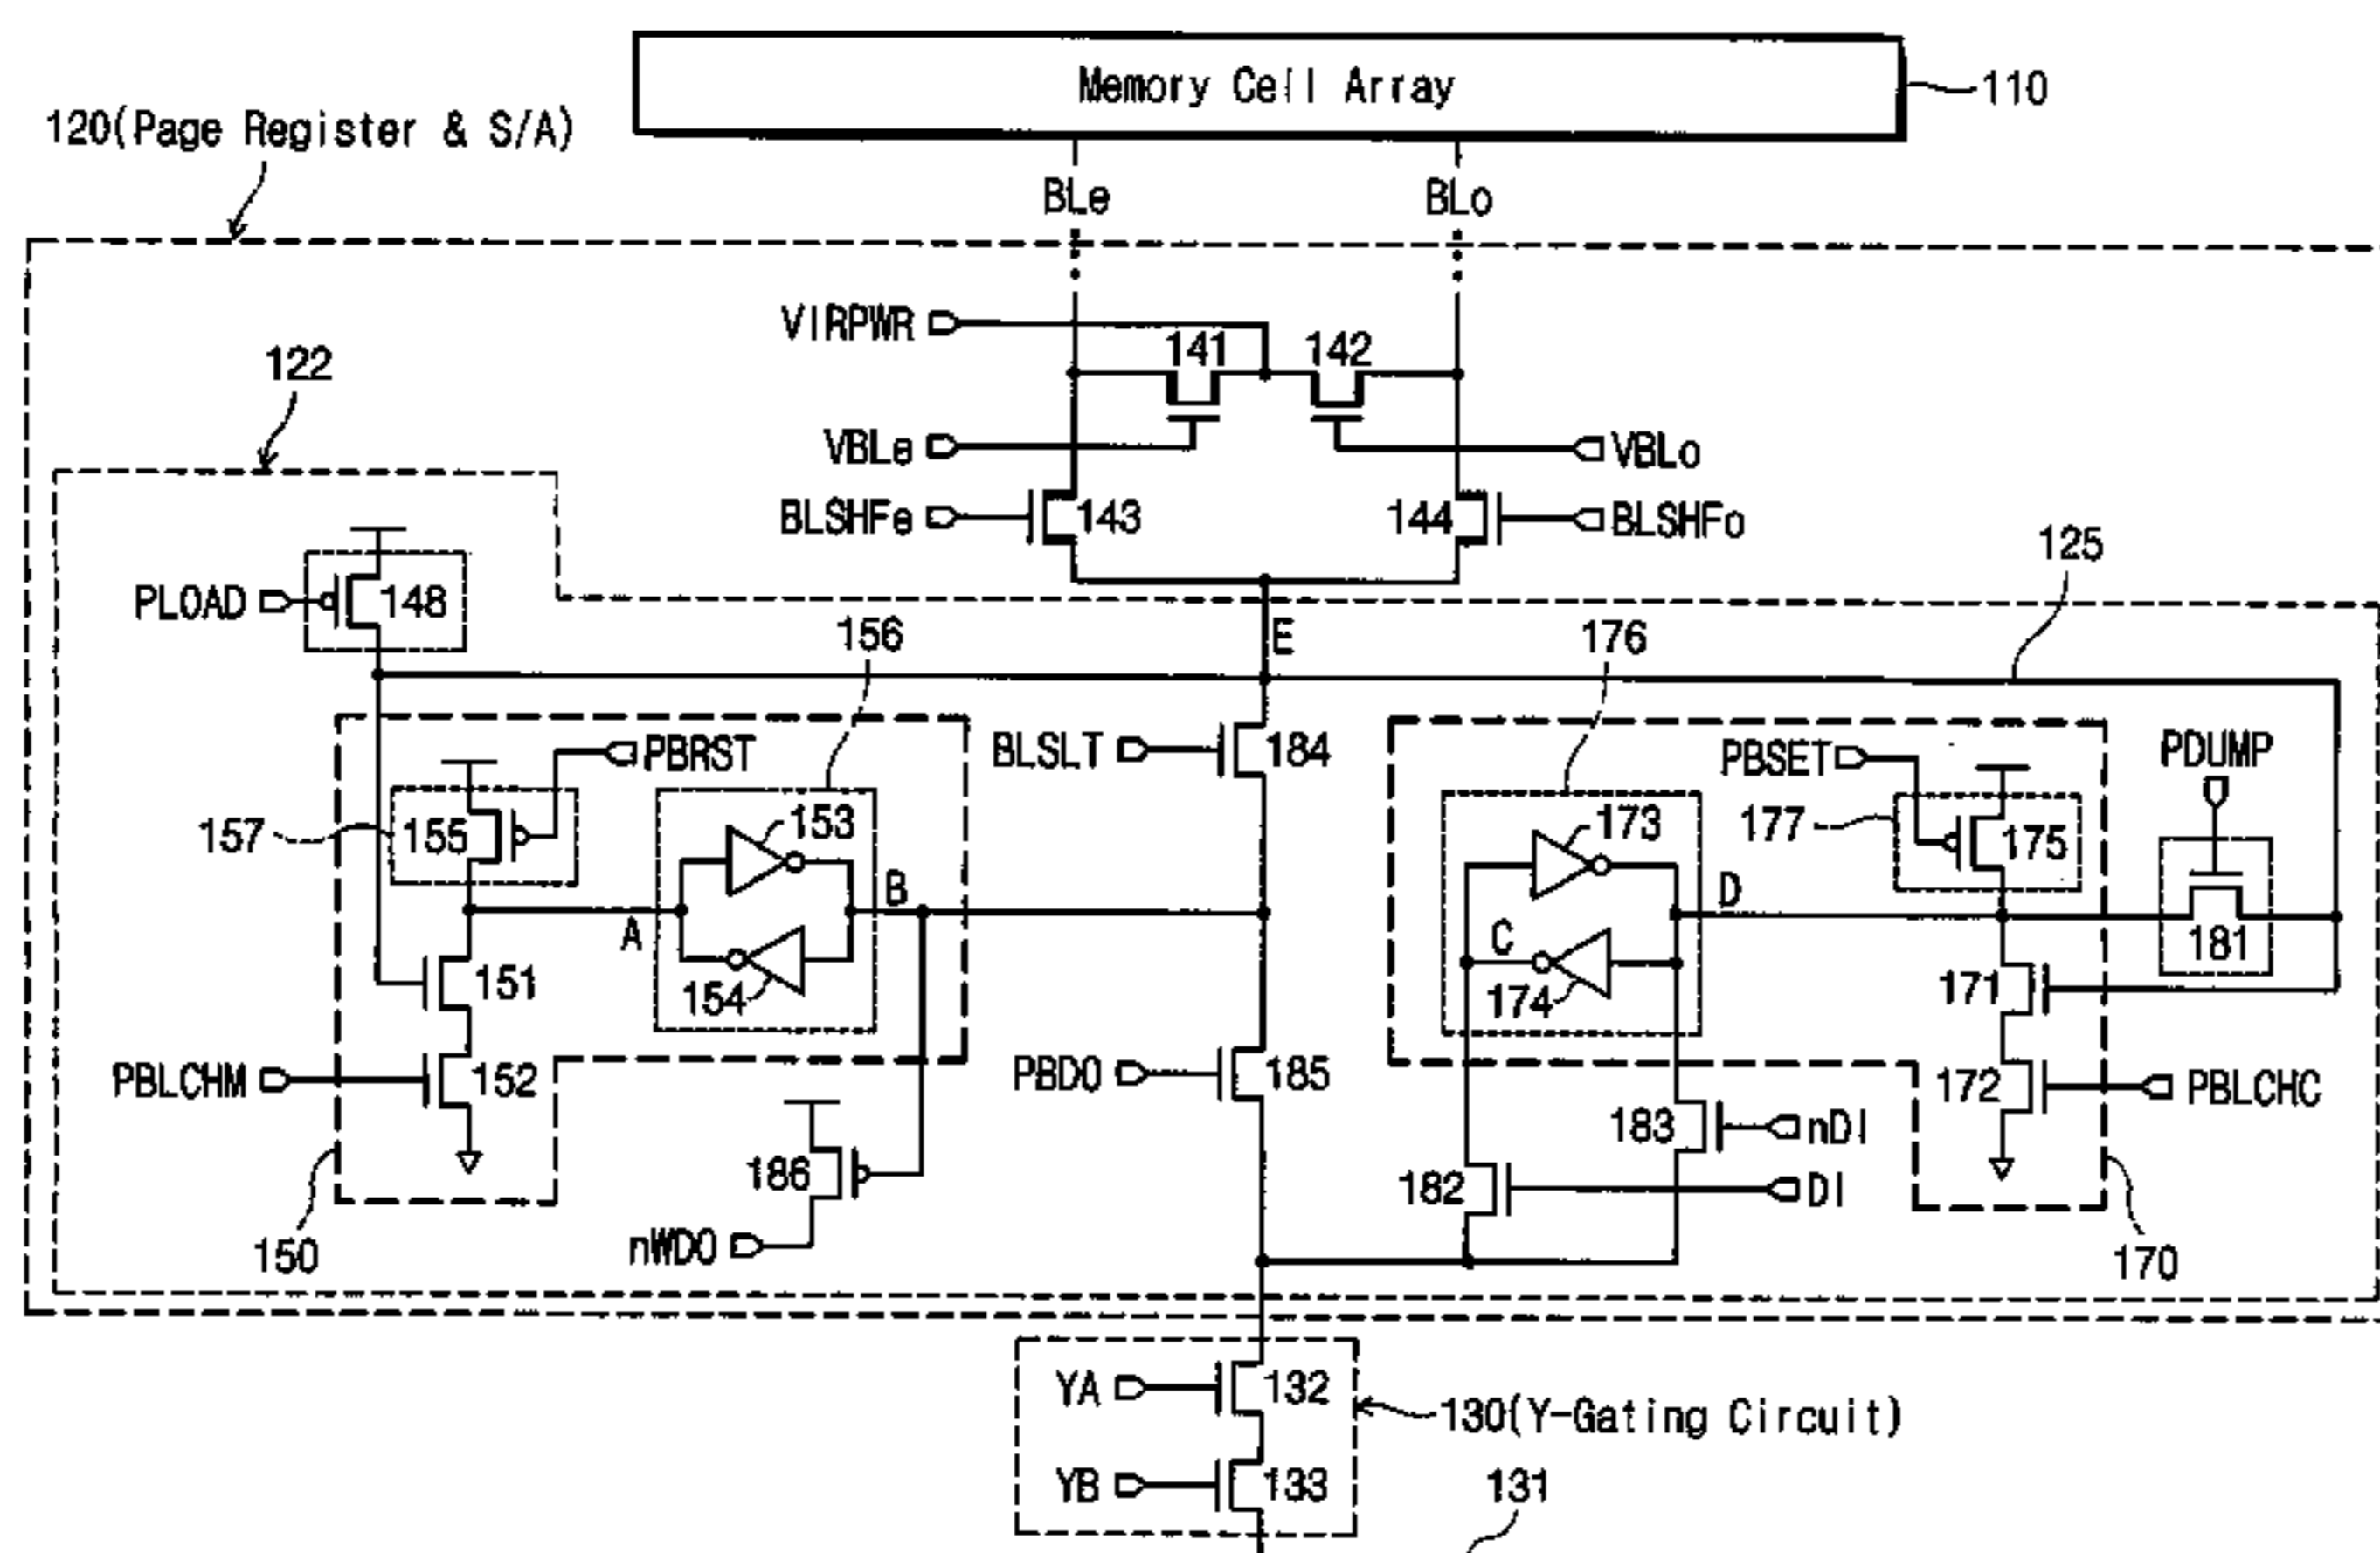 Memory Cell Array
110
120(Page Register & S/A)
BLe
BLo
VIRPWR
141
142
122
VBLe
VBLo
BLSHFe
143
144
BLSHFo
125
PLOAD
148
156
E
176
PBRST
BLSLT
184
PBSET
PDUMP
157
155
153
173
177
175
A
B
D
C
181
151
154
174
171
PBLCHM
152
PBDO
185
172
PBLCHC
183
nDI
186
182
DI
150
nWDO
170
YA
132
130(Y-Gating Circuit)
YB
133
131